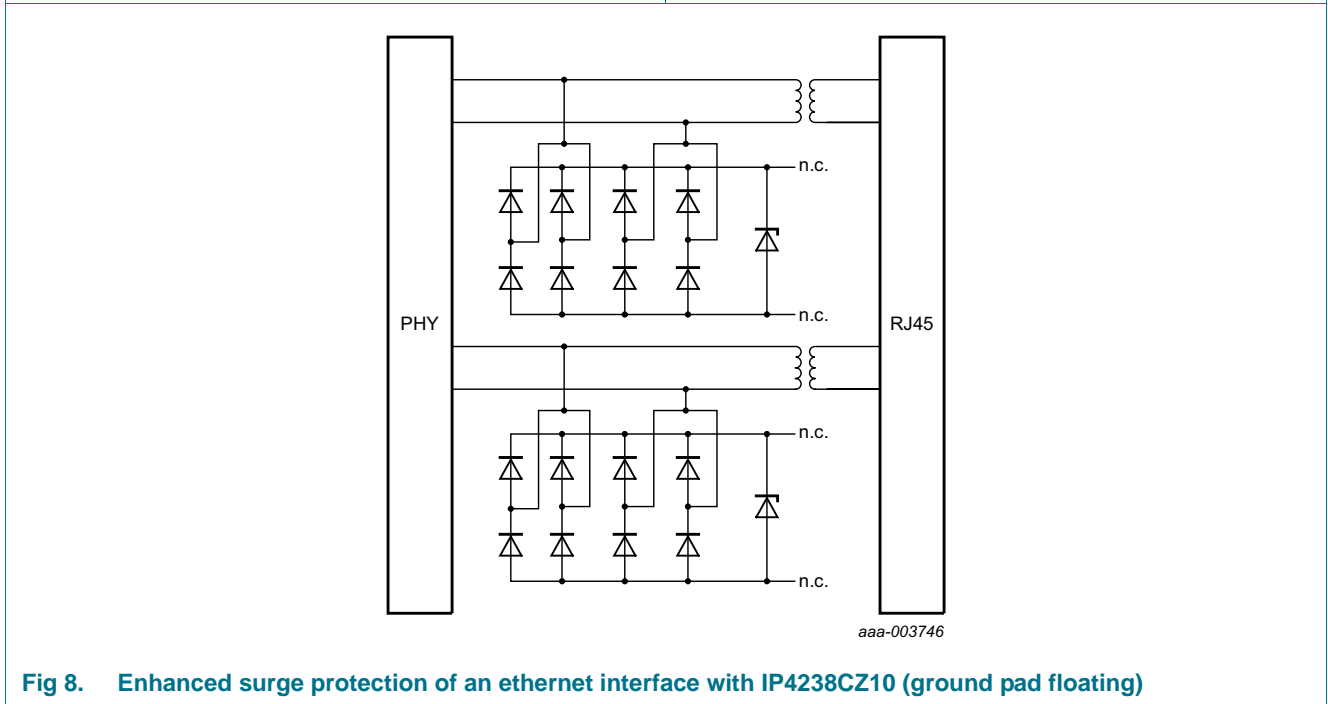 n.c.
n.c.
PHY
RJ45
n.c.
n.c.
aaa-003746
Fig 8. Enhanced surge protection of an ethernet interface with IP4238CZ10 (ground pad floating)